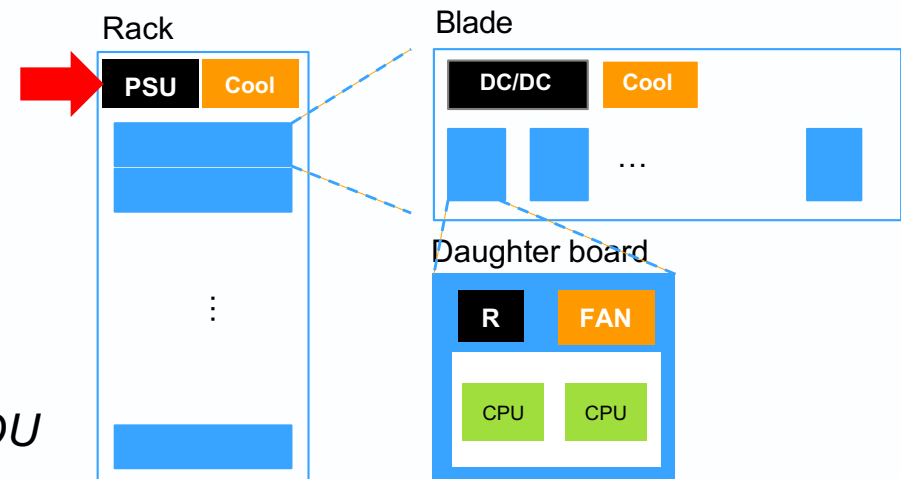 Rack
Blade
PSU
Cool
DC/DC
Cool
...
Daughter board
⋮
R
FAN
CPU
CPU